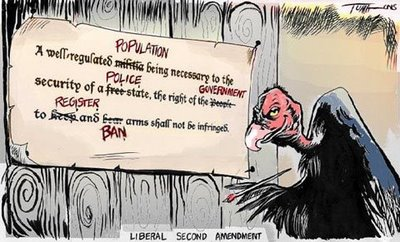 CNS
POPULATION
A well-regulated militia being necessary to the
POLICE GOVERNMENT
security of a free state, the right of the people
REGISTER
to keep and bear arms shall not be infringed.
BAN
LIBERAL SECOND AMENDMENT